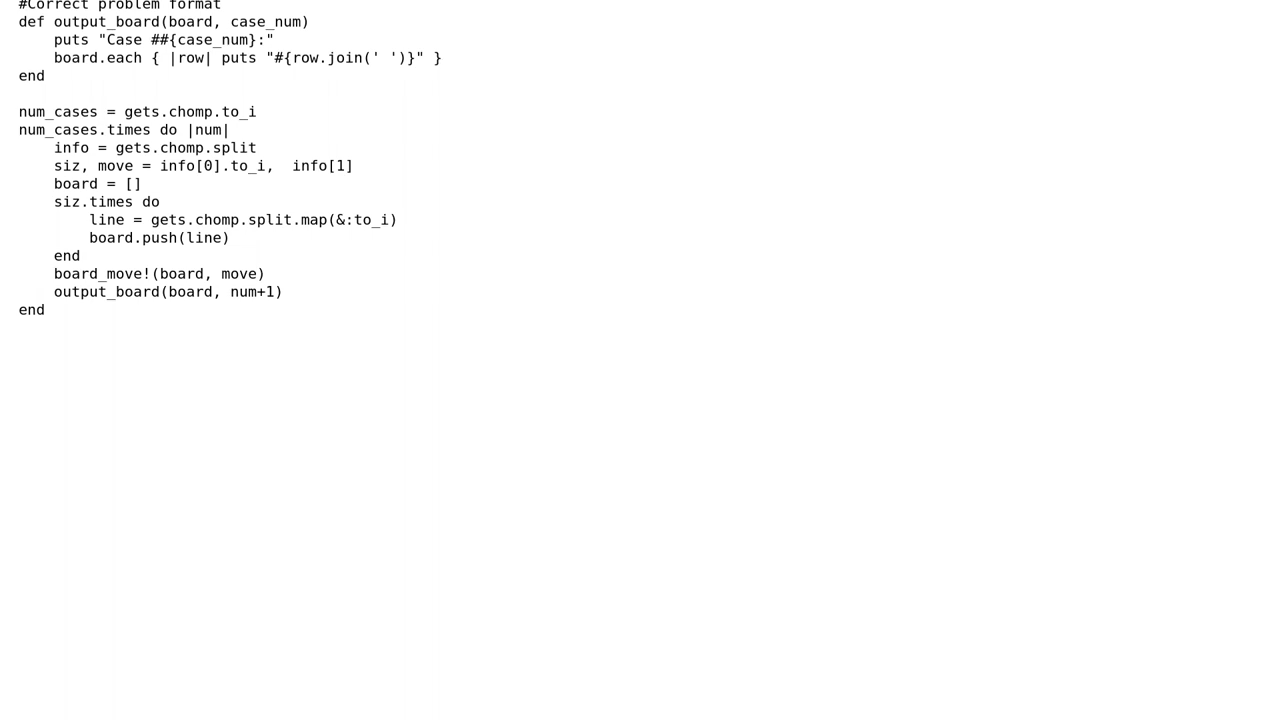 #Correct problem format
def output_board(board, case_num)
    puts "Case ##{case_num}:"
    board.each { |row| puts "#{row.join(' ')}" }
end

num_cases = gets.chomp.to_i
num_cases.times do |num|
    info = gets.chomp.split
    siz, move = info[0].to_i,  info[1]
    board = []
    siz.times do
        line = gets.chomp.split.map(&:to_i)
        board.push(line)
    end
    board_move!(board, move)
    output_board(board, num+1)
end